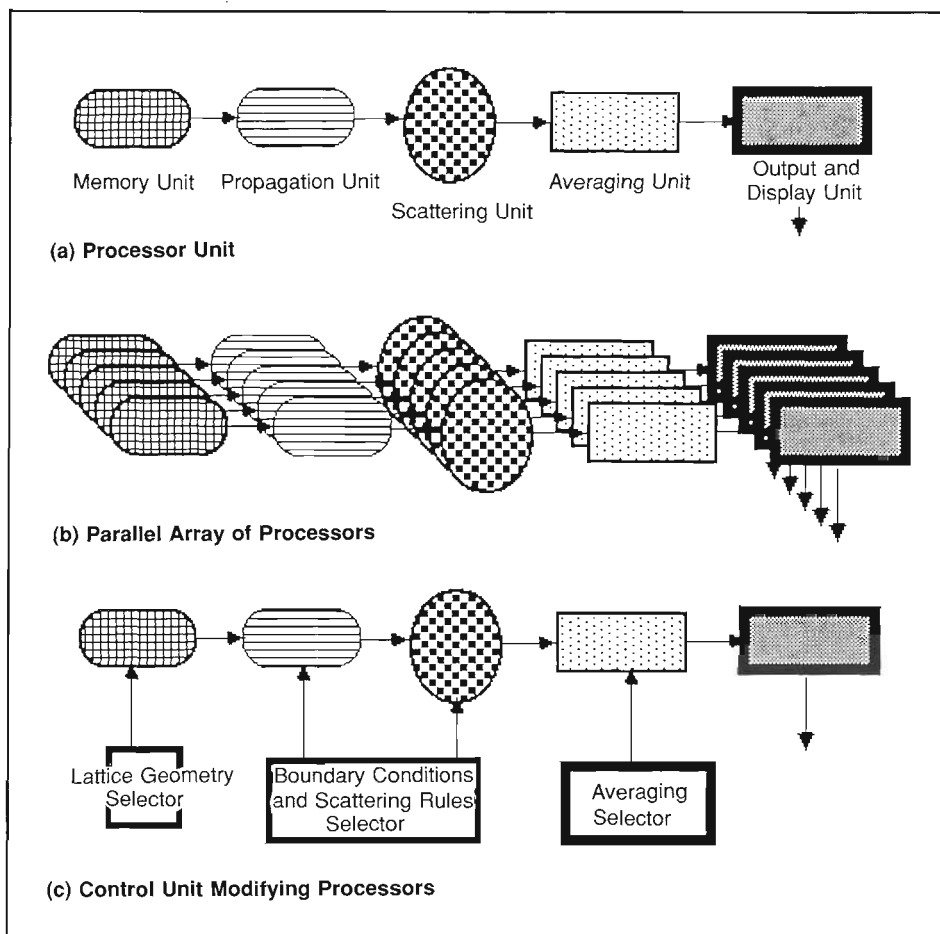 Memory Unit
Propagation Unit
Scattering Unit
Averaging Unit
Output and
Display Unit
(a) Processor Unit
(b) Parallel Array of Processors
Lattice Geometry
Selector
Boundary Conditions
and Scattering Rules
Selector
Averaging
Selector
(c) Control Unit Modifying Processors